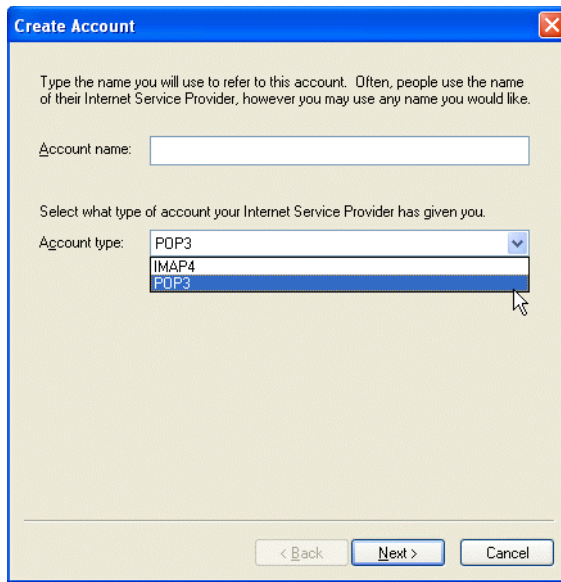 Create Account
Type the name you will use to refer to this account. Often, people use the name
of their Internet Service Provider, however you may use any name you would like.
Account name:
Select what type of account your Internet Service Provider has given you.
Account type: POP3
IMAP4
POP3
< Back Next > Cancel